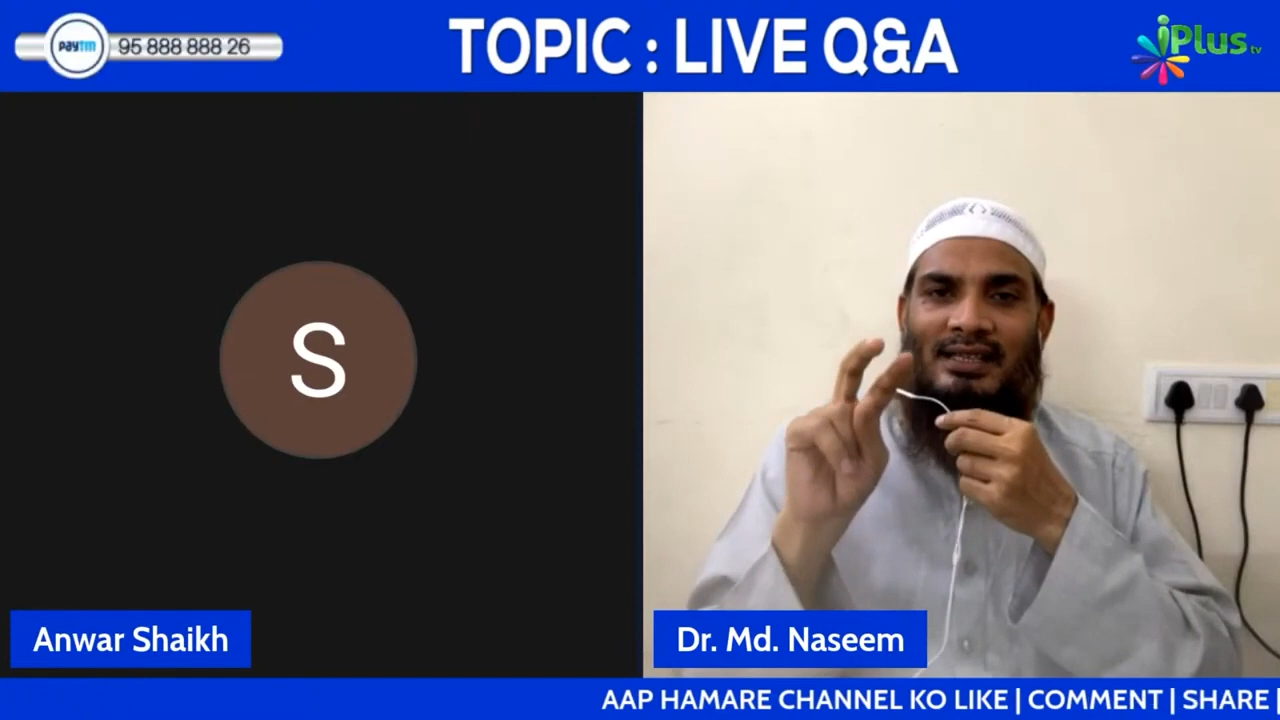 paytm 95 888 888 26
TOPIC : LIVE Q&A
iPlus tv
S
Anwar Shaikh
Dr. Md. Naseem
AAP HAMARE CHANNEL KO LIKE | COMMENT | SHARE |